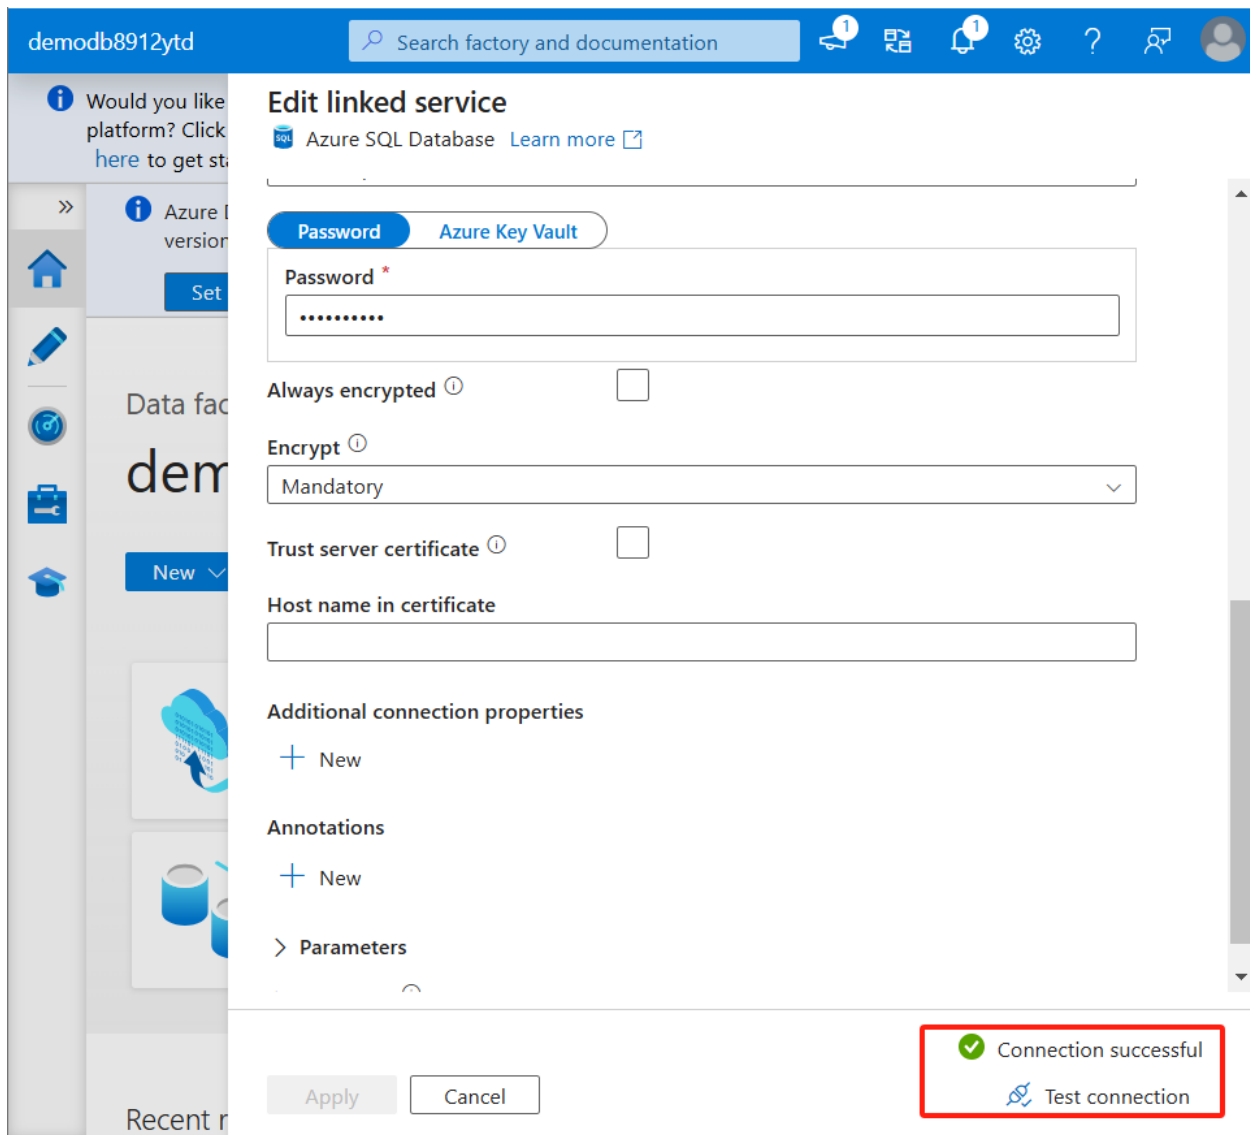 demodb8912ytd
Search factory and documentation
1
1
Would you like
platform? Click
here to get sta
Azure D
version
Set
Data fac
dem
New
Recent r
Edit linked service
SQL
Azure SQL Database Learn more
Password Azure Key Vault
Password *
••••••••••
Always encrypted
Encrypt
Mandatory
Trust server certificate
Host name in certificate
Additional connection properties
New
Annotations
New
Parameters
Connection successful
Apply Cancel Test connection